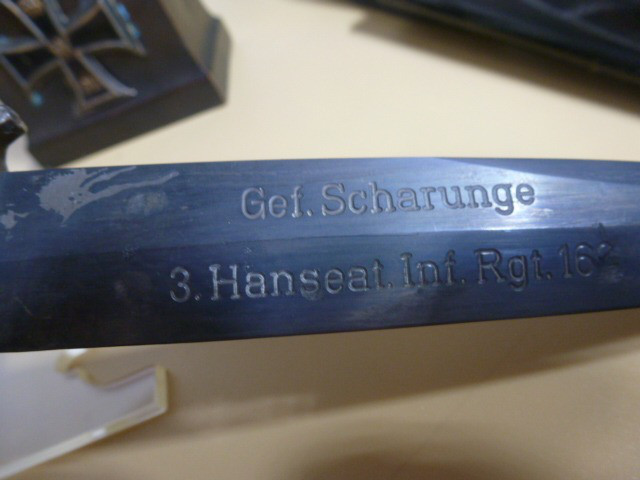 Gef. Scharunge
3. Hanseat. Inf. Rgt. 162